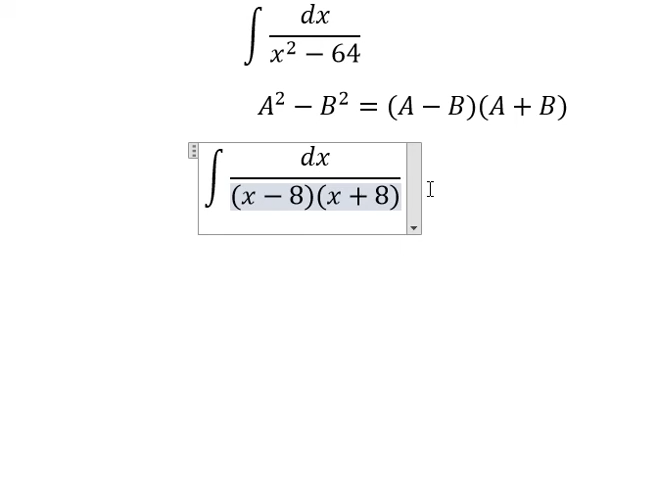 ∫ dx / (x² − 64)
A² − B² = (A − B)(A + B)
∫ dx / ((x − 8)(x + 8))